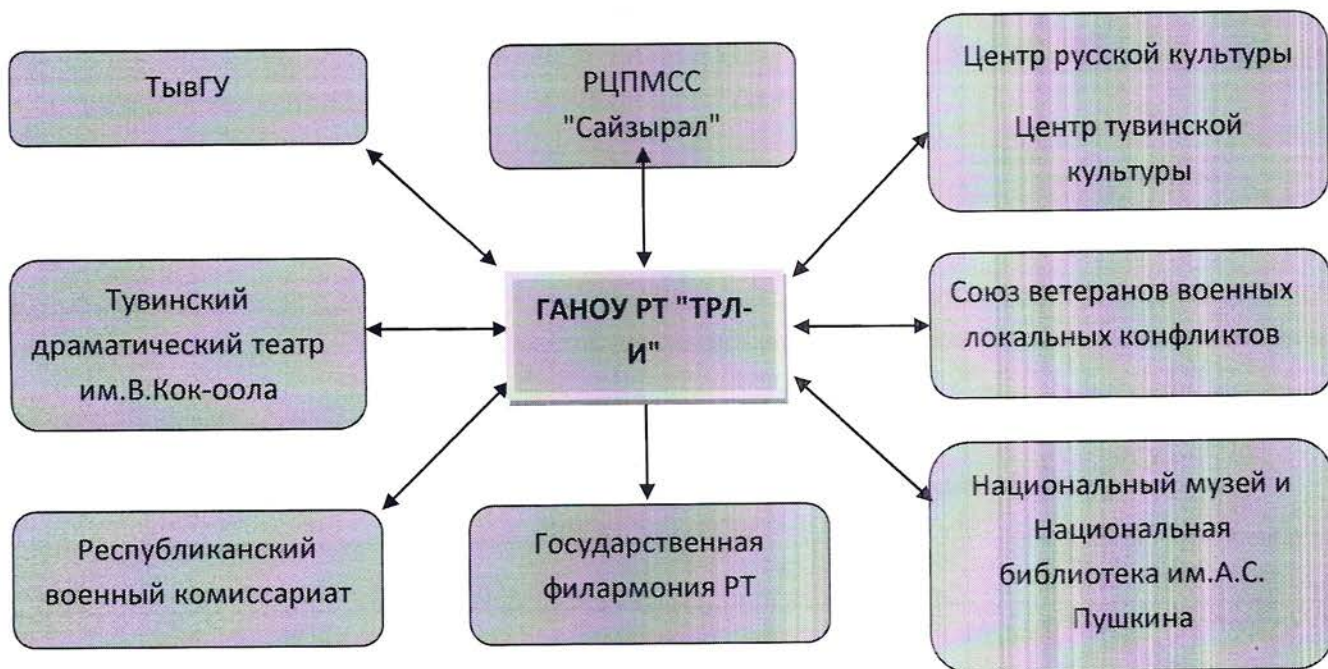 ТывГУ
РЦПМСС
"Сайзырал"
Центр русской культуры
Центр тувинской
культуры
Тувинский
драматический театр
им.В.Кок-оола
ГАНОУ РТ "ТРЛ-
И"
Союз ветеранов военных
локальных конфликтов
Республиканский
военный комиссариат
Государственная
филармония РТ
Национальный музей и
Национальная
библиотека им.А.С.
Пушкина